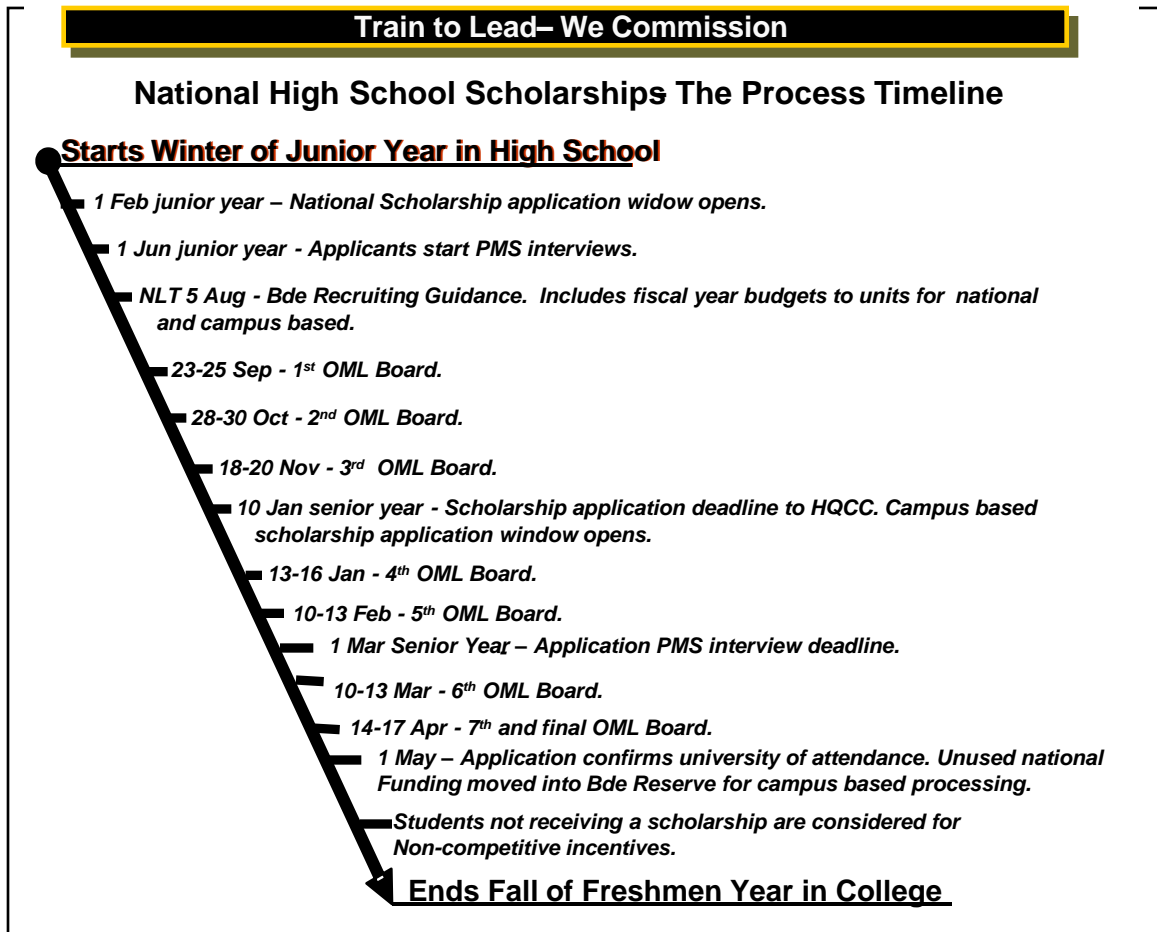 Train to Lead– We Commission
National High School Scholarships- The Process Timeline
Starts Winter of Junior Year in High School
1 Feb junior year – National Scholarship application widow opens.
1 Jun junior year - Applicants start PMS interviews.
NLT 5 Aug - Bde Recruiting Guidance. Includes fiscal year budgets to units for national
and campus based.
23-25 Sep - 1st OML Board.
28-30 Oct - 2nd OML Board.
18-20 Nov - 3rd OML Board.
10 Jan senior year - Scholarship application deadline to HQCC. Campus based
scholarship application window opens.
13-16 Jan - 4th OML Board.
10-13 Feb - 5th OML Board.
1 Mar Senior Year – Application PMS interview deadline.
10-13 Mar - 6th OML Board.
14-17 Apr - 7th and final OML Board.
1 May – Application confirms university of attendance. Unused national
Funding moved into Bde Reserve for campus based processing.
Students not receiving a scholarship are considered for
Non-competitive incentives.
Ends Fall of Freshmen Year in College